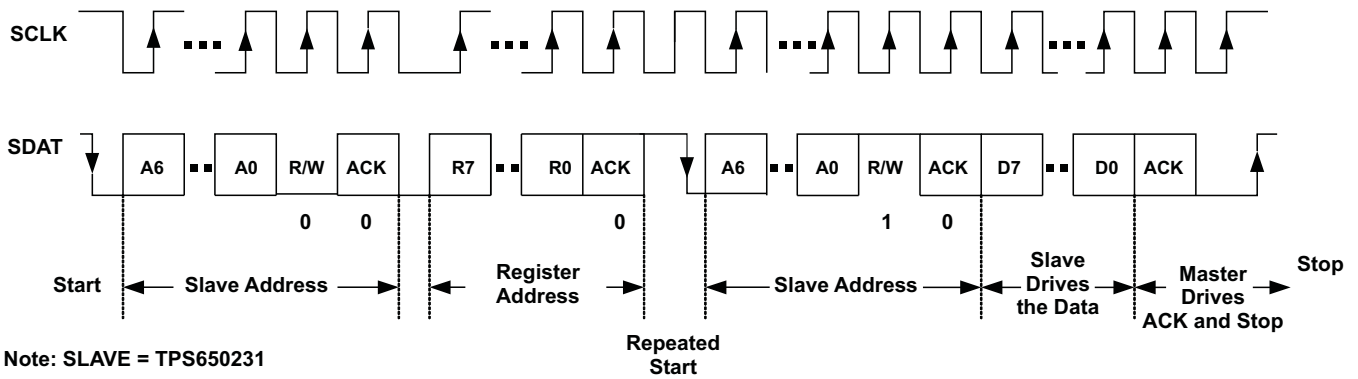 SCLK
SDAT
A6 A0 R/W ACK R7 R0 ACK A6 A0 R/W ACK D7 D0 ACK
0 0 0 1 0
Start Slave Address Register Address Slave Address Slave Drives the Data Master Drives ACK and Stop Stop
Repeated Start
Note: SLAVE = TPS650231